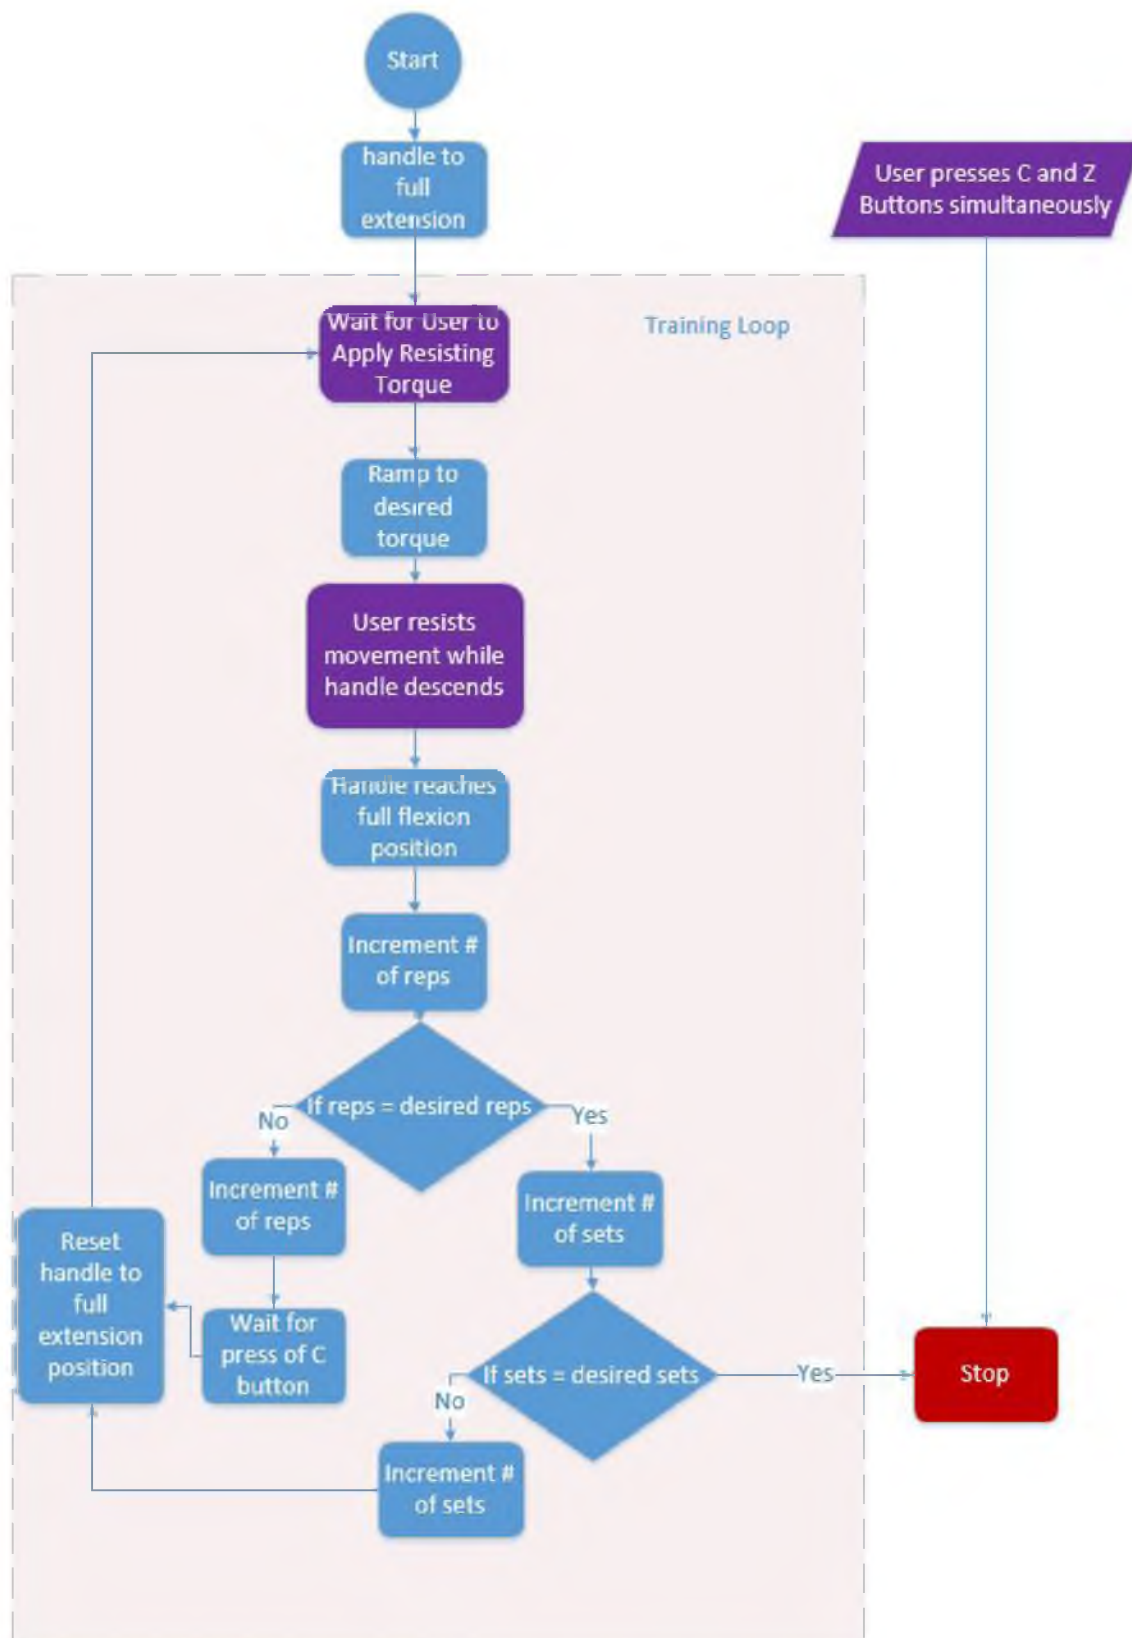 Start
handle to
full
extension
User presses C and Z
Buttons simultaneously
Training Loop
Wait for User to
Apply Resisting
Torque
Ramp to
desired
torque
User resists
movement while
handle descends
Handle reaches
full flexion
position
Increment #
of reps
If reps = desired reps
No
Yes
Increment #
of reps
Increment #
of sets
Reset
handle to
full
extension
position
Wait for
press of C
button
If sets = desired sets
Yes
Stop
No
Increment #
of sets